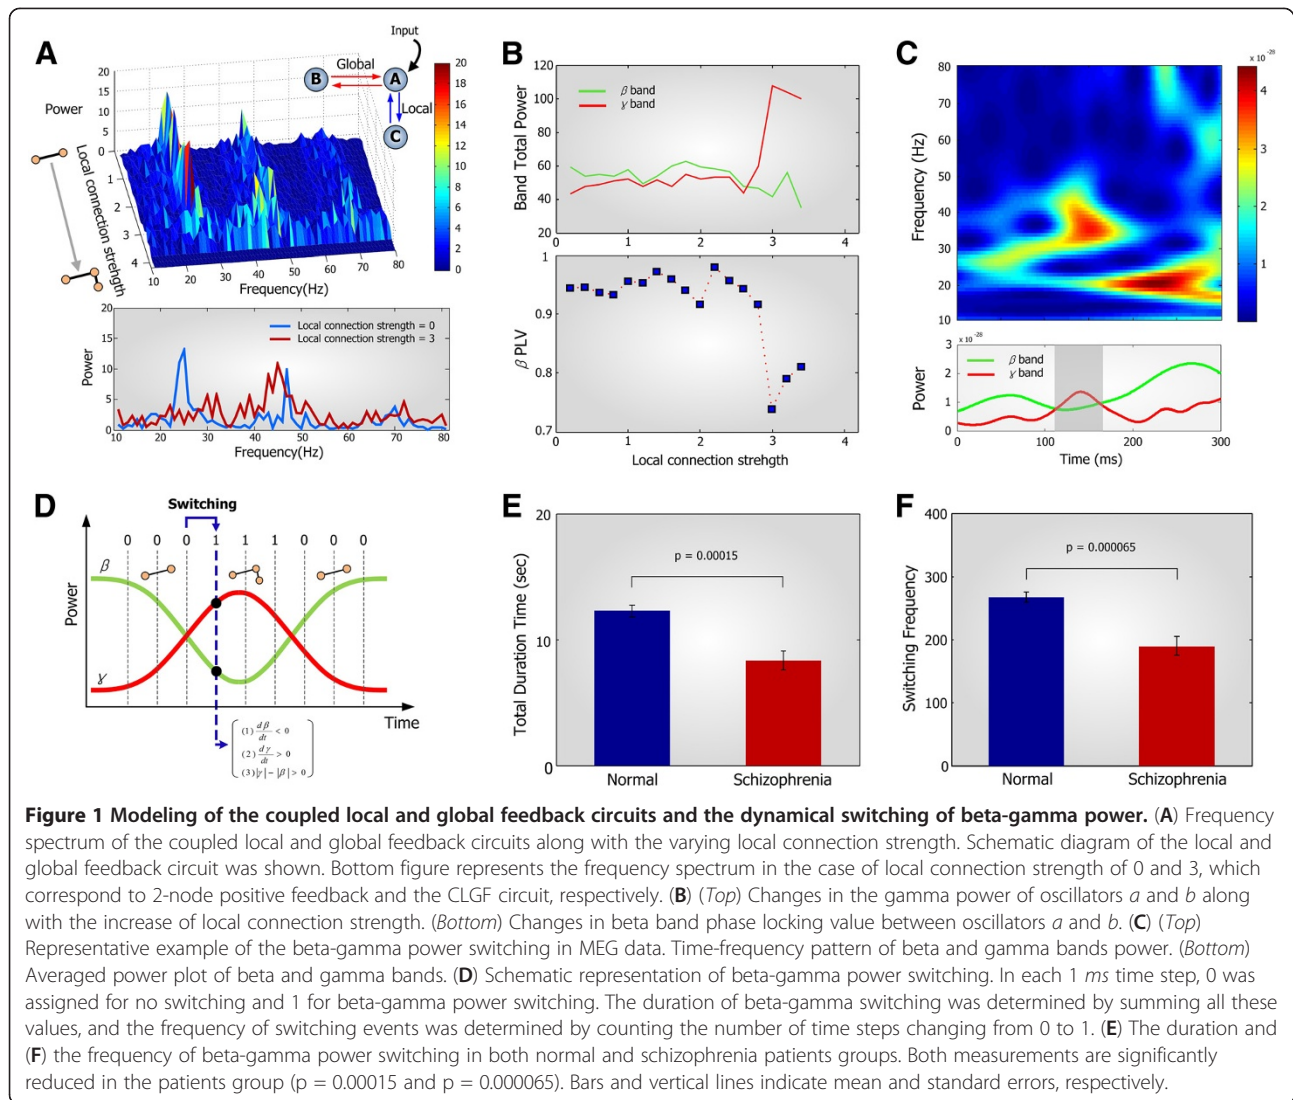 A
Input
Global
B
A
Local
C
Power
20
15
10
5
0
0
1
2
3
4
Local connection strength
10
20
30
40
50
60
70
80
Frequency(Hz)
20
18
16
14
12
10
8
6
4
2
0
Power
20
15
10
5
0
Local connection strength = 0
Local connection strength = 3
10
20
30
40
50
60
70
80
Frequency(Hz)
B
Band Total Power
120
100
80
60
40
20
β band
ɣ band
0
1
2
3
4
β PLV
1
0.9
0.8
0.7
0
1
2
3
4
Local connection strehgth
C
Frequency (Hz)
80
70
60
50
40
30
20
10
× 10⁻²⁸
4
3
2
1
× 10⁻²⁸
Power
3
2
1
0
β band
ɣ band
0
100
200
300
Time (ms)
D
Switching
0 0 0 1 1 1 0 0 0
β
Power
ɣ
Time
(1) dβ/dt < 0
(2) dγ/dt > 0
(3) |γ| − |β| > 0
E
Total Duration Time (sec)
20
10
0
p = 0.00015
Normal
Schizophrenia
F
Switching Frequency
400
300
200
100
0
p = 0.000065
Normal
Schizophrenia
Figure 1 Modeling of the coupled local and global feedback circuits and the dynamical switching of beta-gamma power. (A) Frequency
spectrum of the coupled local and global feedback circuits along with the varying local connection strength. Schematic diagram of the local and
global feedback circuit was shown. Bottom figure represents the frequency spectrum in the case of local connection strength of 0 and 3, which
correspond to 2-node positive feedback and the CLGF circuit, respectively. (B) (Top) Changes in the gamma power of oscillators a and b along
with the increase of local connection strength. (Bottom) Changes in beta band phase locking value between oscillators a and b. (C) (Top)
Representative example of the beta-gamma power switching in MEG data. Time-frequency pattern of beta and gamma bands power. (Bottom)
Averaged power plot of beta and gamma bands. (D) Schematic representation of beta-gamma power switching. In each 1 ms time step, 0 was
assigned for no switching and 1 for beta-gamma power switching. The duration of beta-gamma switching was determined by summing all these
values, and the frequency of switching events was determined by counting the number of time steps changing from 0 to 1. (E) The duration and
(F) the frequency of beta-gamma power switching in both normal and schizophrenia patients groups. Both measurements are significantly
reduced in the patients group (p = 0.00015 and p = 0.000065). Bars and vertical lines indicate mean and standard errors, respectively.